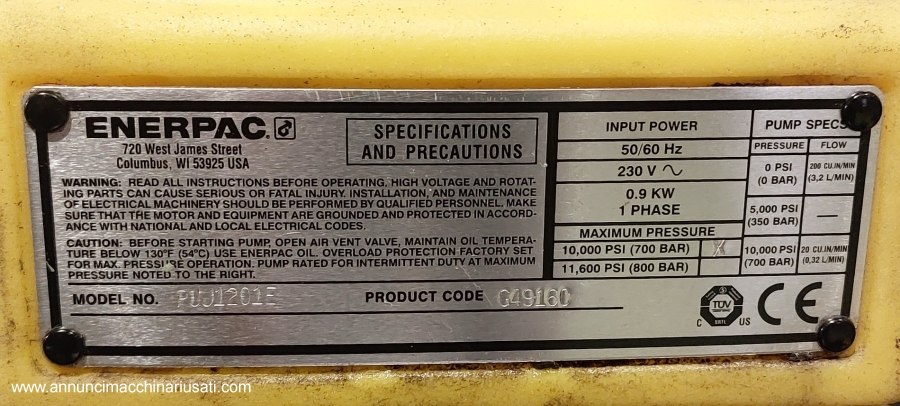 ENERPAC.
720 West James Street
Columbus, WI 53925 USA
SPECIFICATIONS
AND PRECAUTIONS
WARNING: READ ALL INSTRUCTIONS BEFORE OPERATING, HIGH VOLTAGE AND ROTAT-
ING PARTS CAN CAUSE SERIOUS OR FATAL INJURY. INSTALLATION, AND MAINTENANCE
OF ELECTRICAL MACHINERY SHOULD BE PERFORMED BY QUALIFIED PERSONNEL. MAKE
SURE THAT THE MOTOR AND EQUIPMENT ARE GROUNDED AND PROTECTED IN ACCORD-
ANCE WITH NATIONAL AND LOCAL ELECTRICAL CODES.
CAUTION: BEFORE STARTING PUMP, OPEN AIR VENT VALVE, MAINTAIN OIL TEMPERA-
TURE BELOW 130°F (54°C) USE ENERPAC OIL. OVERLOAD PROTECTION FACTORY SET
FOR MAX. PRESSURE OPERATION. PUMP RATED FOR INTERMITTENT DUTY AT MAXIMUM
PRESSURE NOTED TO THE RIGHT.
MODEL NO. PUJ1201E PRODUCT CODE C4916C
INPUT POWER
50/60 Hz
230 V ~
0.9 KW
1 PHASE
MAXIMUM PRESSURE
10,000 PSI (700 BAR) X
11,600 PSI (800 BAR)
PUMP SPECS
PRESSURE FLOW
0 PSI 200 CU.IN/MIN
(0 BAR) (3,2 L/MIN)
5,000 PSI —
(350 BAR)
10,000 PSI 20 CU.IN/MIN
(700 BAR) (0,32 L/MIN)
TÜV
C US
CE
www.annuncimacchinariusati.com